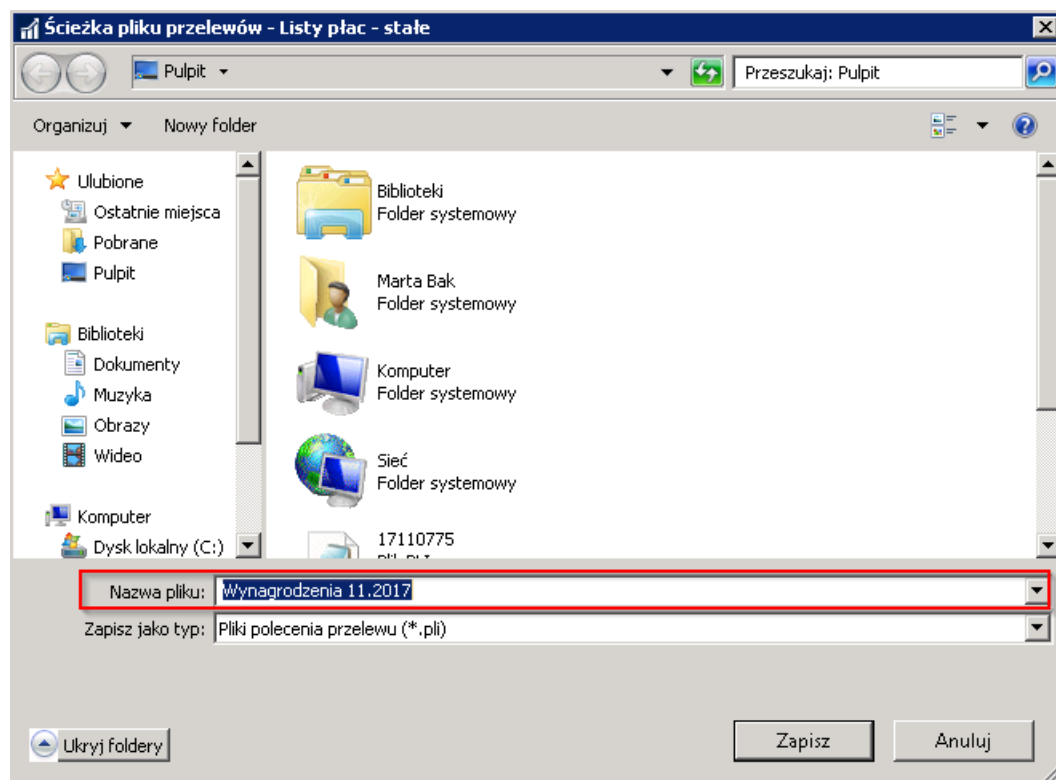 Ścieżka pliku przelewów - Listy płac - stałe
Pulpit
Przeszukaj: Pulpit
Organizuj
Nowy folder
Ulubione
Ostatnie miejsca
Pobrane
Pulpit
Biblioteki
Dokumenty
Muzyka
Obrazy
Wideo
Komputer
Dysk lokalny (C:)
Biblioteki
Folder systemowy
Marta Bak
Folder systemowy
Komputer
Folder systemowy
Sieć
Folder systemowy
17110775
Nazwa pliku: Wynagrodzenia 11.2017
Zapisz jako typ: Pliki polecenia przelewu (*.pli)
Ukryj foldery
Zapisz
Anuluj